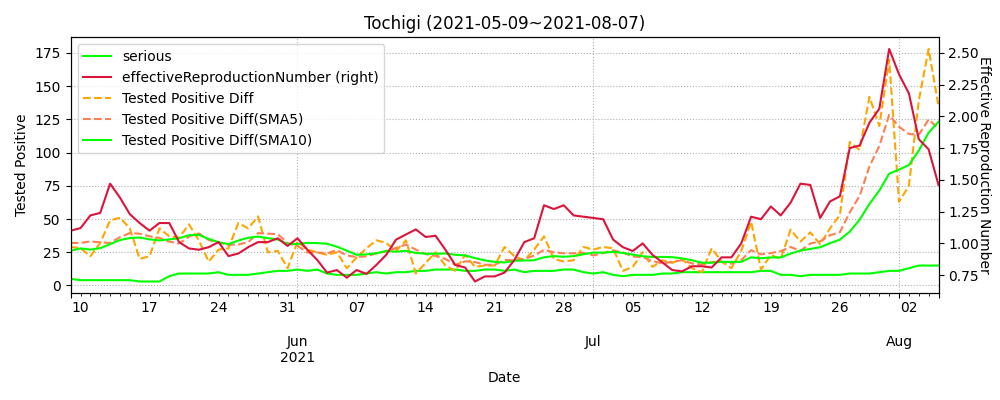 Tochigi (2021-05-09~2021-08-07)
serious
effectiveReproductionNumber (right)
Tested Positive Diff
Tested Positive Diff(SMA5)
Tested Positive Diff(SMA10)
Tested Positive
175
150
125
100
75
50
25
0
2.50
2.25
2.00
1.75
1.50
1.25
1.00
0.75
Effective Reproduction Number
10 17 24 31 07 14 21 28 05 12 19 26 02
Jun Jul Aug
2021
Date